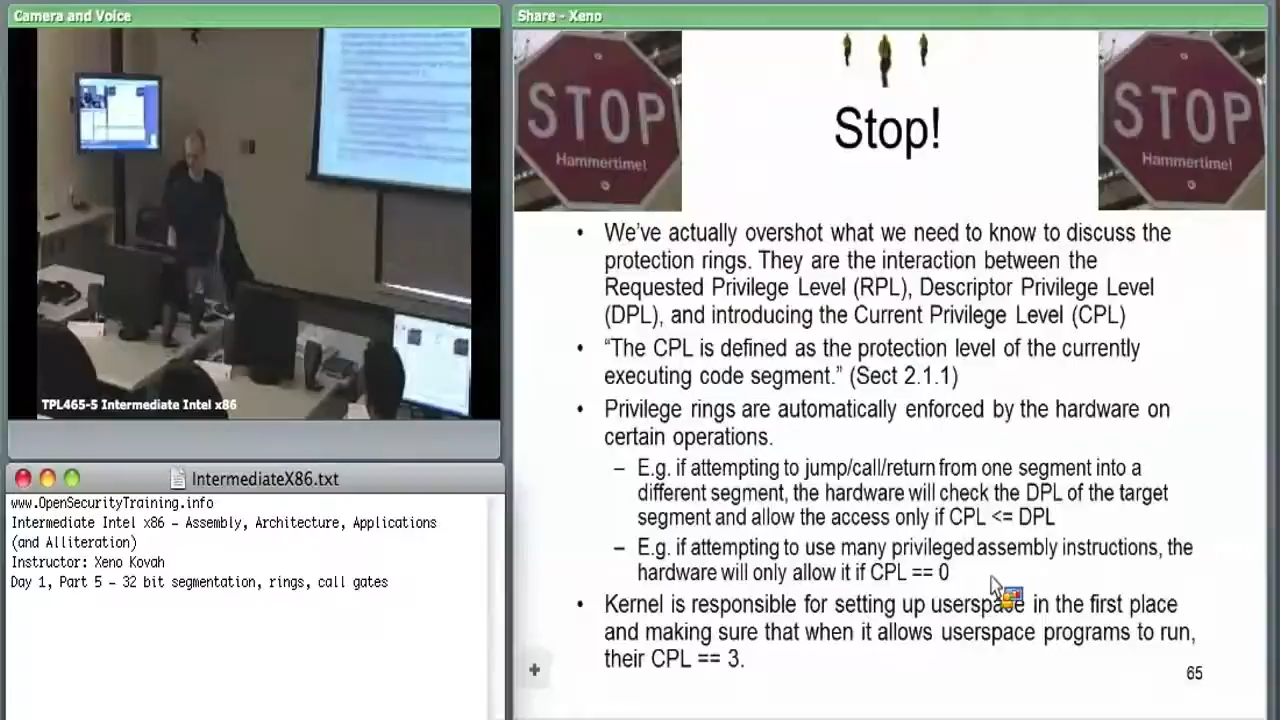 Camera and Voice
TPL465-5 Intermediate Intel x86
IntermediateX86.txt
www.OpenSecurityTraining.info
Intermediate Intel x86 – Assembly, Architecture, Applications
(and Alliteration)
Instructor: Xeno Kovah
Day 1, Part 5 – 32 bit segmentation, rings, call gates
Share - Xeno
STOP
Hammertime!
STOP
Hammertime!
Stop!
• We've actually overshot what we need to know to discuss the
protection rings. They are the interaction between the
Requested Privilege Level (RPL), Descriptor Privilege Level
(DPL), and introducing the Current Privilege Level (CPL)
• “The CPL is defined as the protection level of the currently
executing code segment.” (Sect 2.1.1)
• Privilege rings are automatically enforced by the hardware on
certain operations.
– E.g. if attempting to jump/call/return from one segment into a
different segment, the hardware will check the DPL of the target
segment and allow the access only if CPL <= DPL
– E.g. if attempting to use many privileged assembly instructions, the
hardware will only allow it if CPL == 0
• Kernel is responsible for setting up userspace in the first place
and making sure that when it allows userspace programs to run,
their CPL == 3.
65